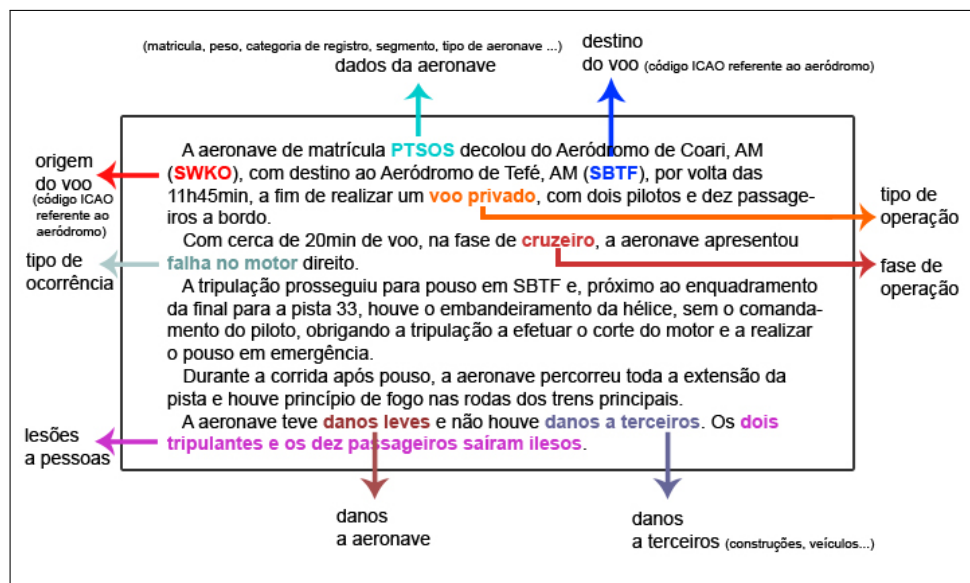 (matricula, peso, categoria de registro, segmento, tipo de aeronave ...)
dados da aeronave
destino
do voo (código ICAO referente ao aeródromo)
origem
do voo
(código ICAO
referente ao
aeródromo)
tipo de
ocorrência
lesões
a pessoas
A aeronave de matrícula PTSOS decolou do Aeródromo de Coari, AM
(SWKO), com destino ao Aeródromo de Tefé, AM (SBTF), por volta das
11h45min, a fim de realizar um voo privado, com dois pilotos e dez passage-
iros a bordo.
Com cerca de 20min de voo, na fase de cruzeiro, a aeronave apresentou
falha no motor direito.
A tripulação prosseguiu para pouso em SBTF e, próximo ao enquadramento
da final para a pista 33, houve o embandeiramento da hélice, sem o comanda-
mento do piloto, obrigando a tripulação a efetuar o corte do motor e a realizar
o pouso em emergência.
Durante a corrida após pouso, a aeronave percorreu toda a extensão da
pista e houve princípio de fogo nas rodas dos trens principais.
A aeronave teve danos leves e não houve danos a terceiros. Os dois
tripulantes e os dez passageiros saíram ilesos.
tipo de
operação
fase de
operação
danos
a aeronave
danos
a terceiros (construções, veículos...)